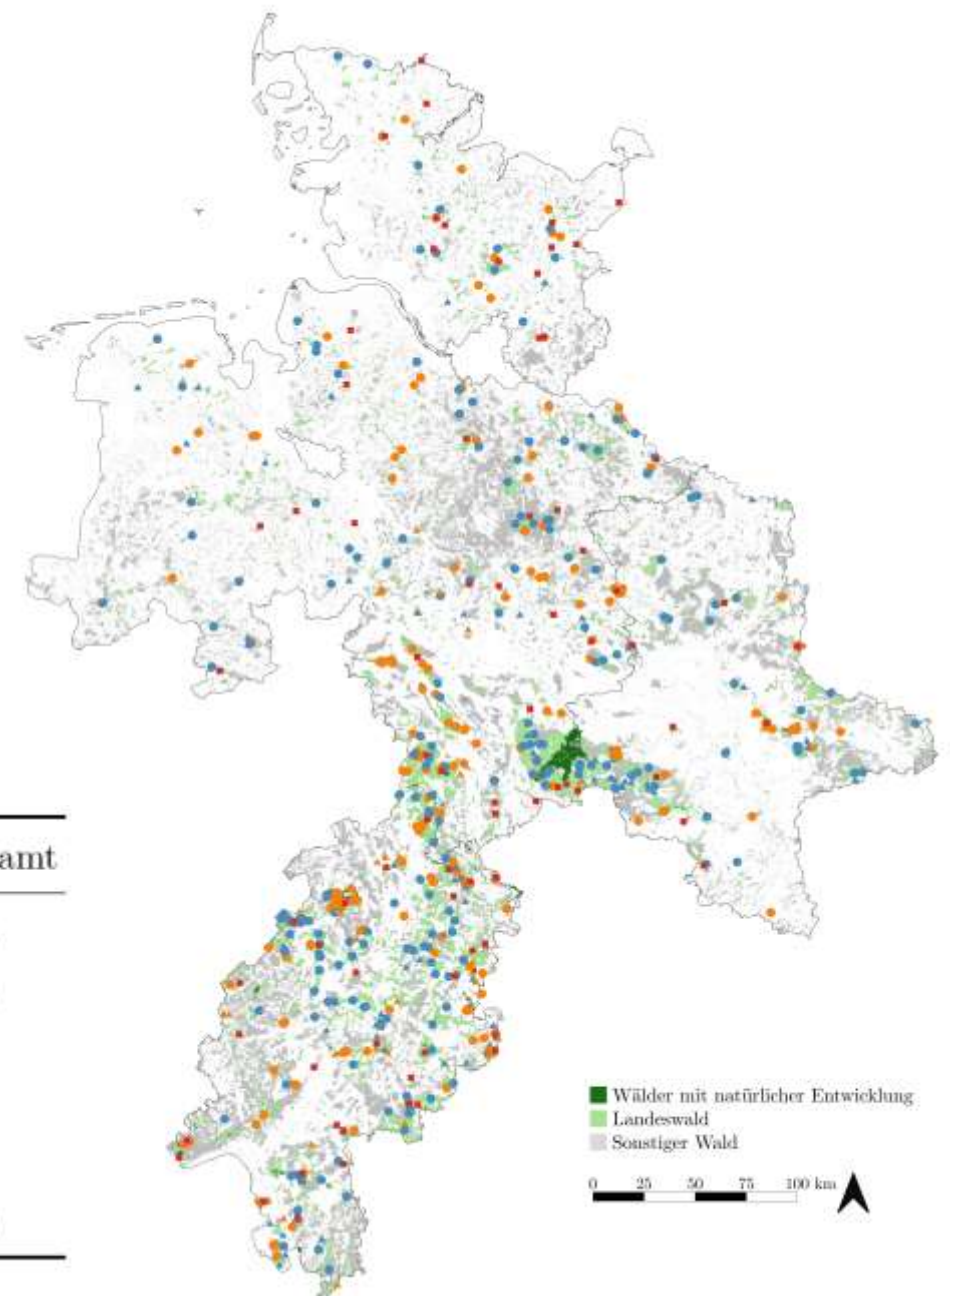 amt
Wälder mit natürlicher Entwicklung
Landeswald
Sonstiger Wald
0 25 50 75 100 km